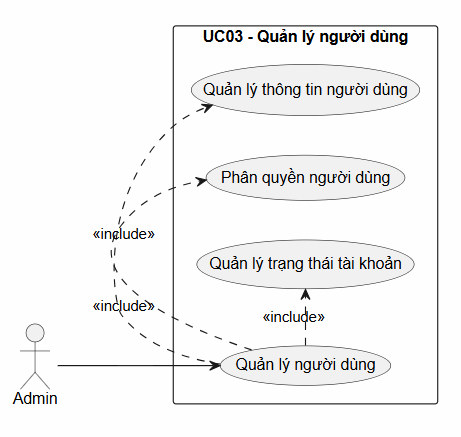 UC03 - Quản lý người dùng
Quản lý thông tin người dùng
Phân quyền người dùng
«include»
Quản lý trạng thái tài khoản
«include»
«include»
Quản lý người dùng
Admin